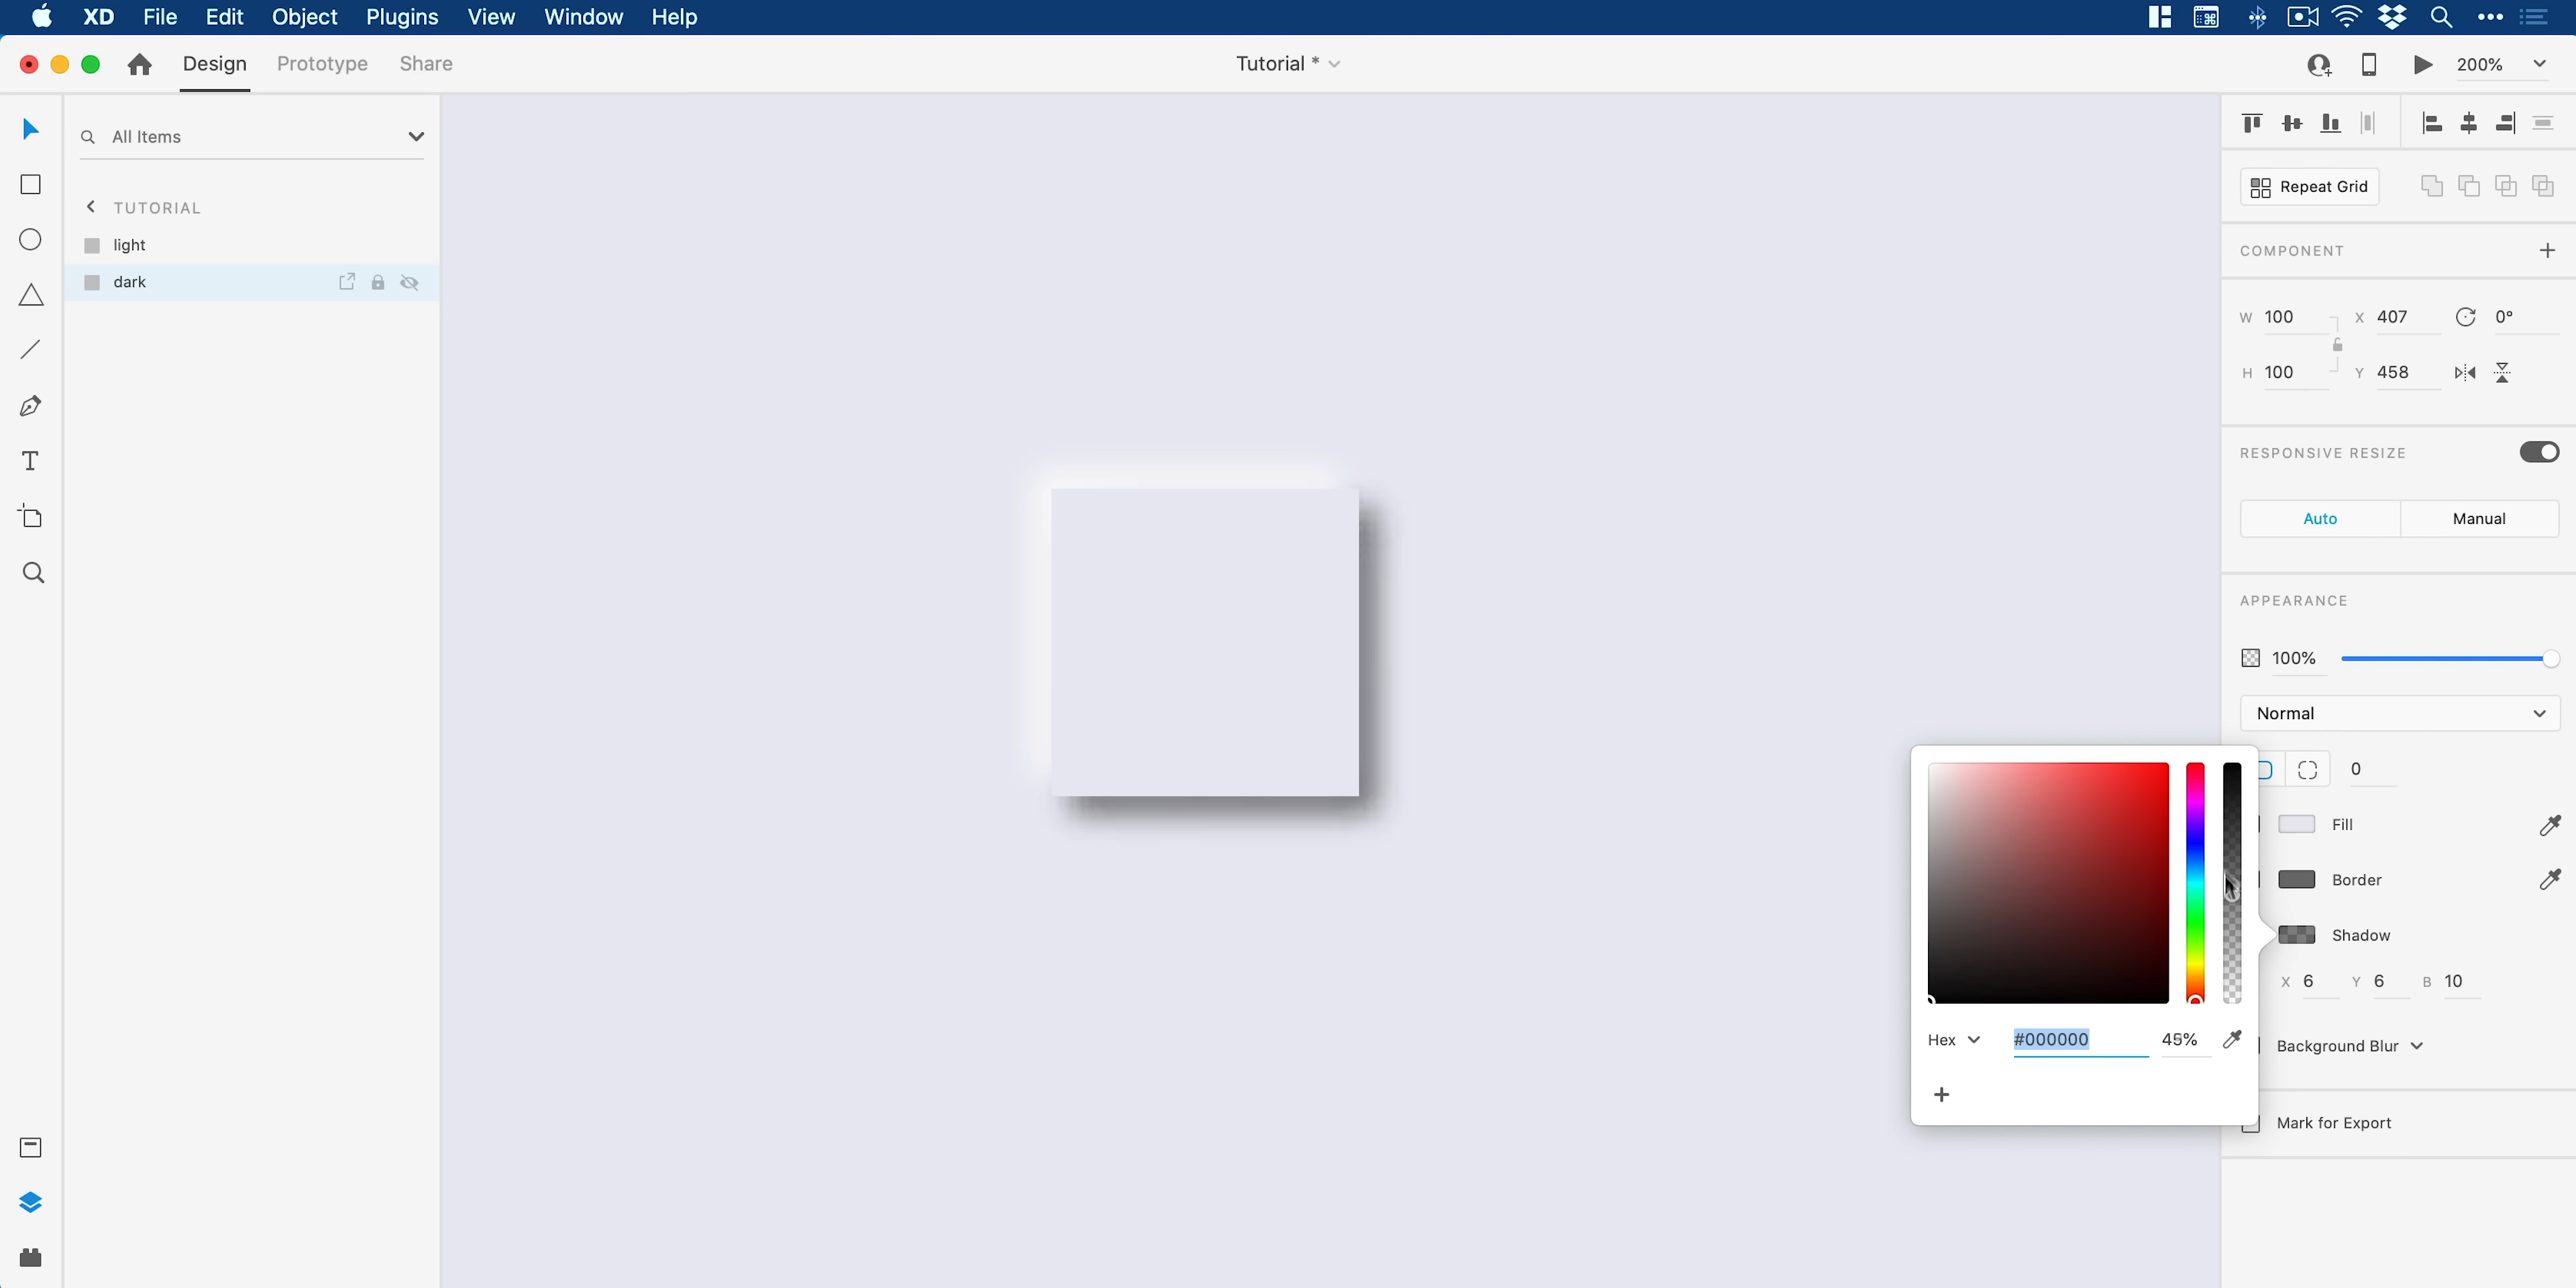 XD File Edit Object Plugins View Window Help
Design Prototype Share
Tutorial *
200%
All Items
TUTORIAL
light
dark
Repeat Grid
COMPONENT
W 100 X 407 0°
H 100 Y 458
RESPONSIVE RESIZE
Auto Manual
APPEARANCE
100%
Normal
0
Fill
Border
Shadow
X 6 Y 6 B 10
Hex #000000 45%
Background Blur
Mark for Export